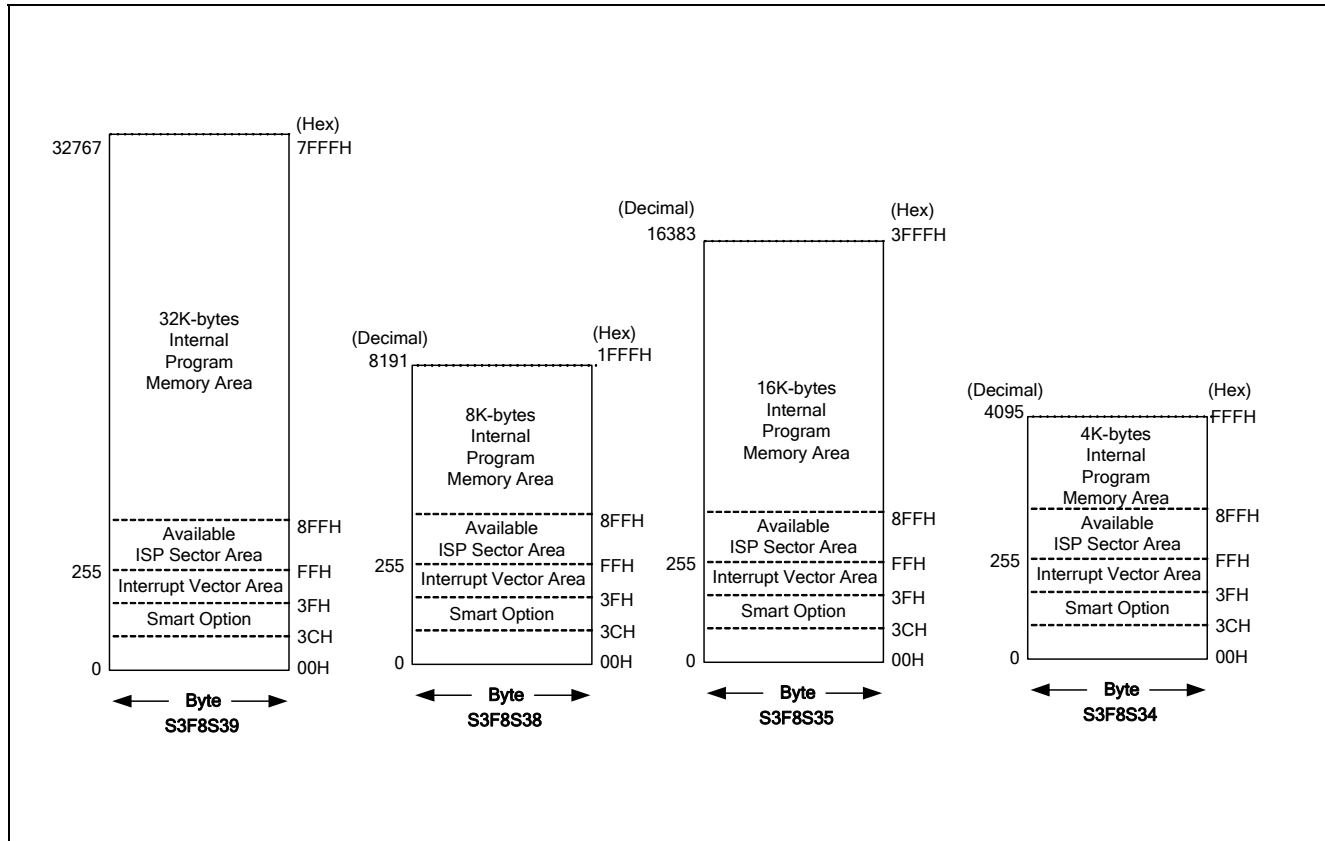 (Hex)
32767
7FFFH
32K-bytes
Internal
Program
Memory Area
Available
ISP Sector Area
8FFH
255
FFH
Interrupt Vector Area
3FH
Smart Option
3CH
0
00H
Byte
S3F8S39
(Decimal)
(Hex)
8191
1FFFH
8K-bytes
Internal
Program
Memory Area
8FFH
Available
ISP Sector Area
255
FFH
Interrupt Vector Area
3FH
Smart Option
3CH
0
00H
Byte
S3F8S38
(Decimal)
(Hex)
16383
3FFFH
16K-bytes
Internal
Program
Memory Area
8FFH
Available
ISP Sector Area
255
FFH
Interrupt Vector Area
3FH
Smart Option
3CH
0
00H
Byte
S3F8S35
(Decimal)
(Hex)
4095
FFFH
4K-bytes
Internal
Program
Memory Area
8FFH
Available
ISP Sector Area
255
FFH
Interrupt Vector Area
3FH
Smart Option
3CH
0
00H
Byte
S3F8S34